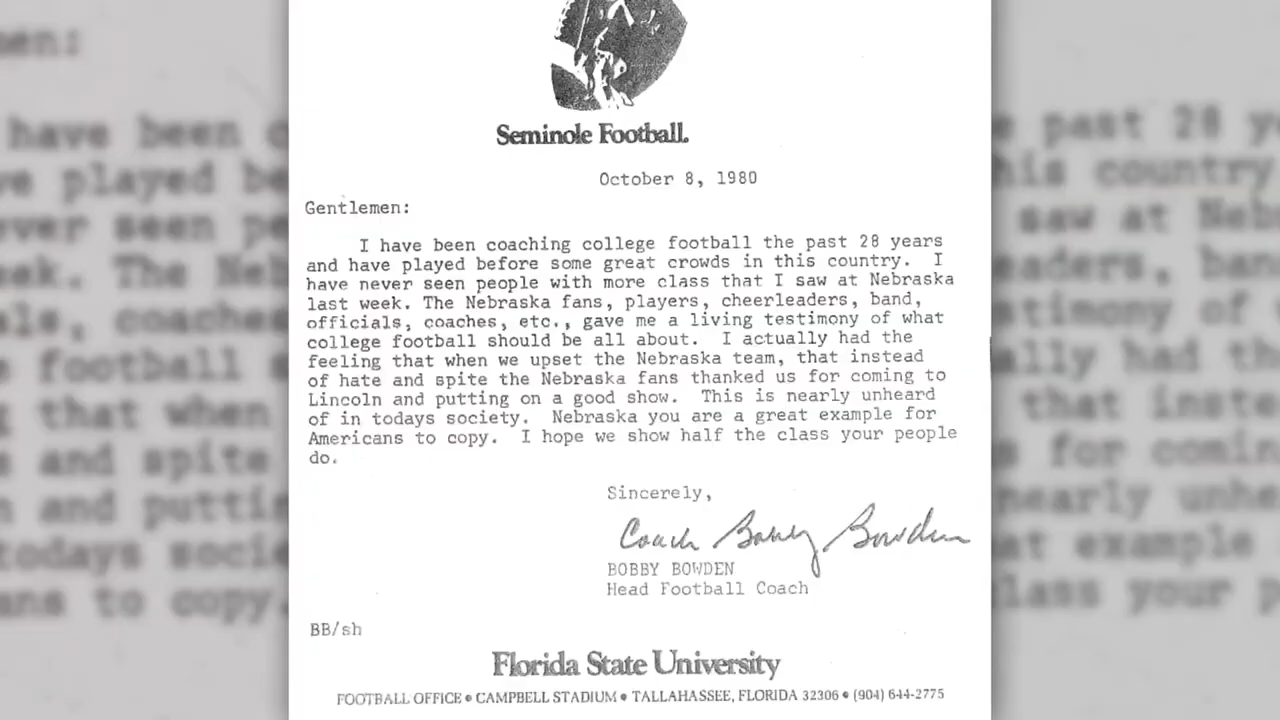 Seminole Football.
October 8, 1980
Gentlemen:
I have been coaching college football the past 28 years
and have played before some great crowds in this country. I
have never seen people with more class that I saw at Nebraska
last week. The Nebraska fans, players, cheerleaders, band,
officials, coaches, etc., gave me a living testimony of what
college football should be all about. I actually had the
feeling that when we upset the Nebraska team, that instead
of hate and spite the Nebraska fans thanked us for coming to
Lincoln and putting on a good show. This is nearly unheard
of in todays society. Nebraska you are a great example for
Americans to copy. I hope we show half the class your people
do.
Sincerely,
Coach Bobby Bowden
BOBBY BOWDEN
Head Football Coach
BB/sh
Florida State University
FOOTBALL OFFICE • CAMPBELL STADIUM • TALLAHASSEE, FLORIDA 32306 • (904) 644-2775